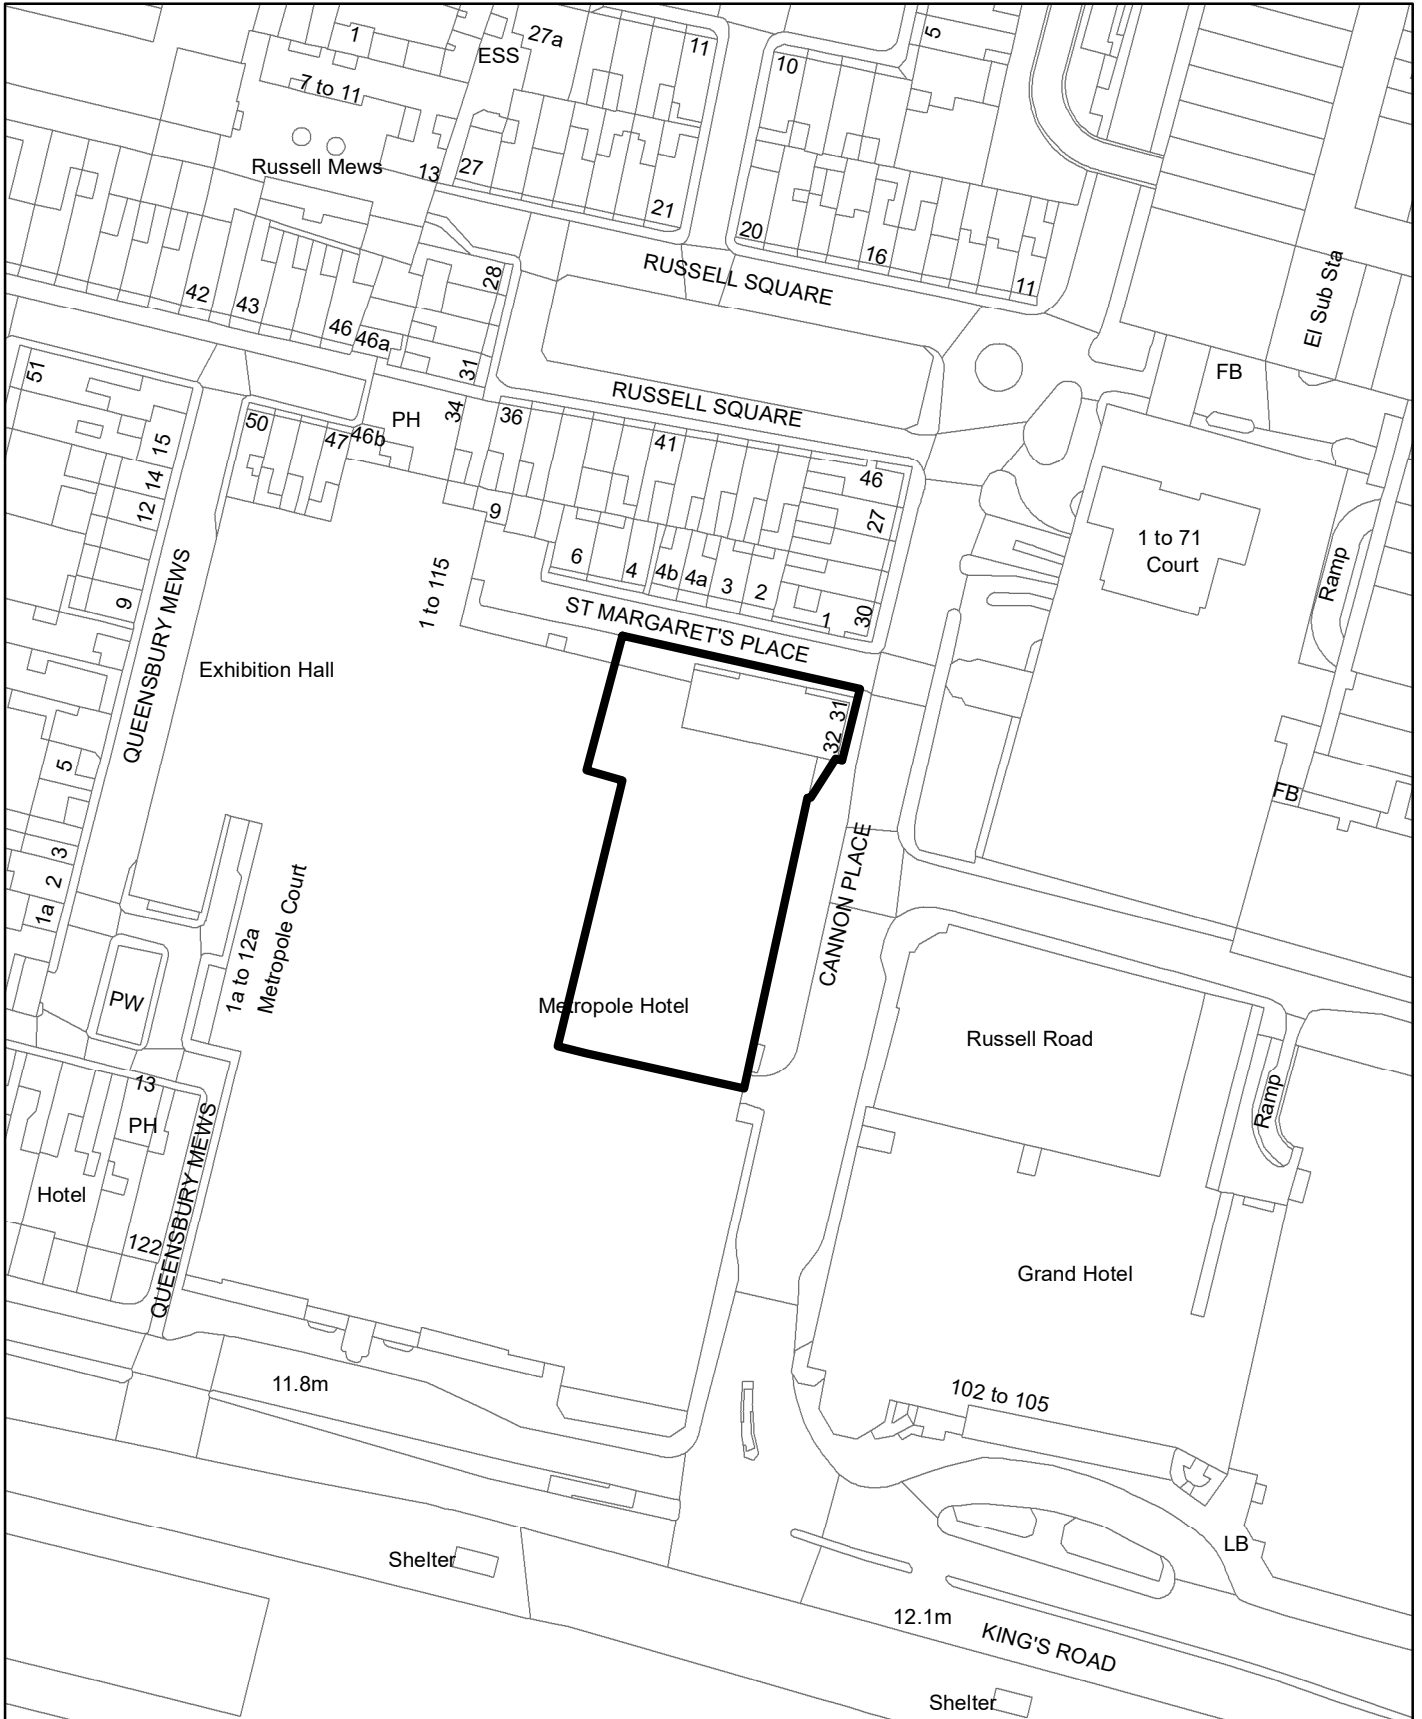 1
27a
ESS
11
10
5
7 to 11
Russell Mews
13
27
21
20
16
11
RUSSELL SQUARE
El Sub Sta
28
42
43
46
46a
31
51
FB
RUSSELL SQUARE
50
47
46b
PH
34
36
41
46
15
14
12
9
27
1 to 71
Court
Ramp
6
4
4b
4a
3
2
1
30
9
1 to 115
ST MARGARET'S PLACE
QUEENSBURY MEWS
Exhibition Hall
31
32
5
FB
3
2
1a
CANNON PLACE
1a to 12a
Metropole Court
PW
Metropole Hotel
Russell Road
13
PH
Ramp
Hotel
122
QUEENSBURY MEWS
Grand Hotel
11.8m
102 to 105
LB
Shelter
12.1m
KING'S ROAD
Shelter